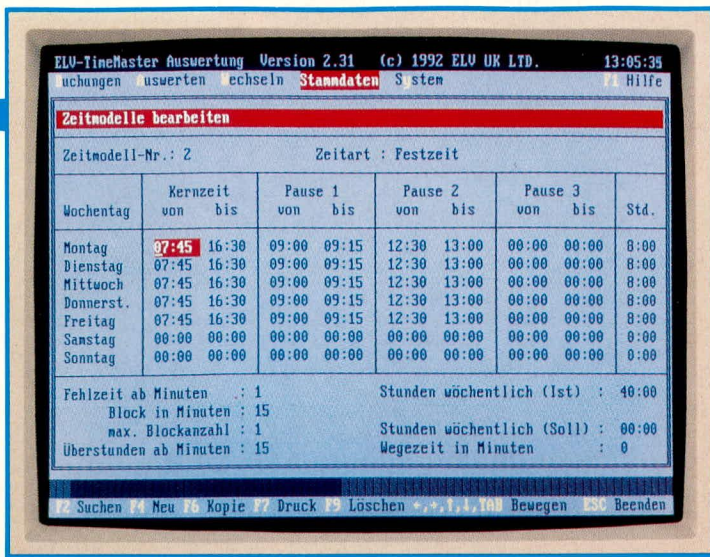 ELV-TimeMaster Auswertung Version 2.31 (c) 1992 ELV UK LTD. 13:05:35
Buchungen Auswerten Wechseln Stammdaten System F1 Hilfe
Zeitmodelle bearbeiten
Zeitmodell-Nr.: 2 Zeitart : Festzeit
Kernzeit Pause 1 Pause 2 Pause 3
Wochentag von bis von bis von bis von bis Std.
Montag 07:45 16:30 09:00 09:15 12:30 13:00 00:00 00:00 8:00
Dienstag 07:45 16:30 09:00 09:15 12:30 13:00 00:00 00:00 8:00
Mittwoch 07:45 16:30 09:00 09:15 12:30 13:00 00:00 00:00 8:00
Donnerst. 07:45 16:30 09:00 09:15 12:30 13:00 00:00 00:00 8:00
Freitag 07:45 16:30 09:00 09:15 12:30 13:00 00:00 00:00 8:00
Samstag 00:00 00:00 00:00 00:00 00:00 00:00 00:00 00:00 0:00
Sonntag 00:00 00:00 00:00 00:00 00:00 00:00 00:00 00:00 0:00
Fehlzeit ab Minuten : 1 Stunden wöchentlich (Ist) : 40:00
Block in Minuten : 15
max. Blockanzahl : 1 Stunden wöchentlich (Soll) : 00:00
Überstunden ab Minuten : 15 Wegezeit in Minuten : 0
F2 Suchen F4 Neu F6 Kopie F7 Druck F9 Löschen ←,→,↑,↓,TAB Bewegen ESC Beenden